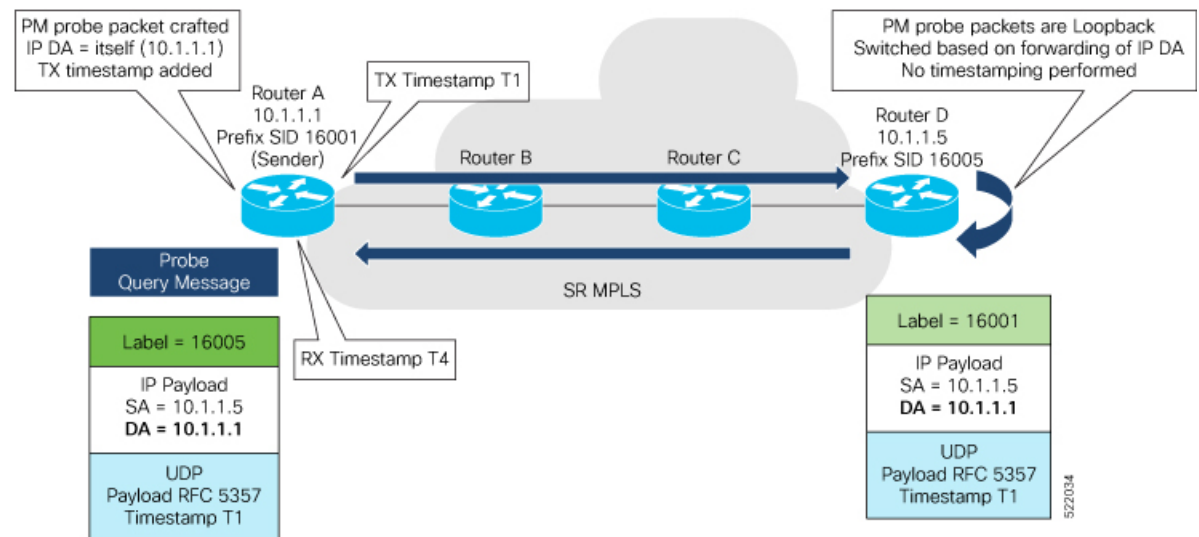 PM probe packet crafted
IP DA = itself (10.1.1.1)
TX timestamp added
TX Timestamp T1
PM probe packets are Loopback
Switched based on forwarding of IP DA
No timestamping performed
Router A
10.1.1.1
Prefix SID 16001
(Sender)
Router B
Router C
Router D
10.1.1.5
Prefix SID 16005
Probe
Query Message
SR MPLS
RX Timestamp T4
Label = 16005
IP Payload
SA = 10.1.1.5
DA = 10.1.1.1
UDP
Payload RFC 5357
Timestamp T1
Label = 16001
IP Payload
SA = 10.1.1.5
DA = 10.1.1.1
UDP
Payload RFC 5357
Timestamp T1
522034